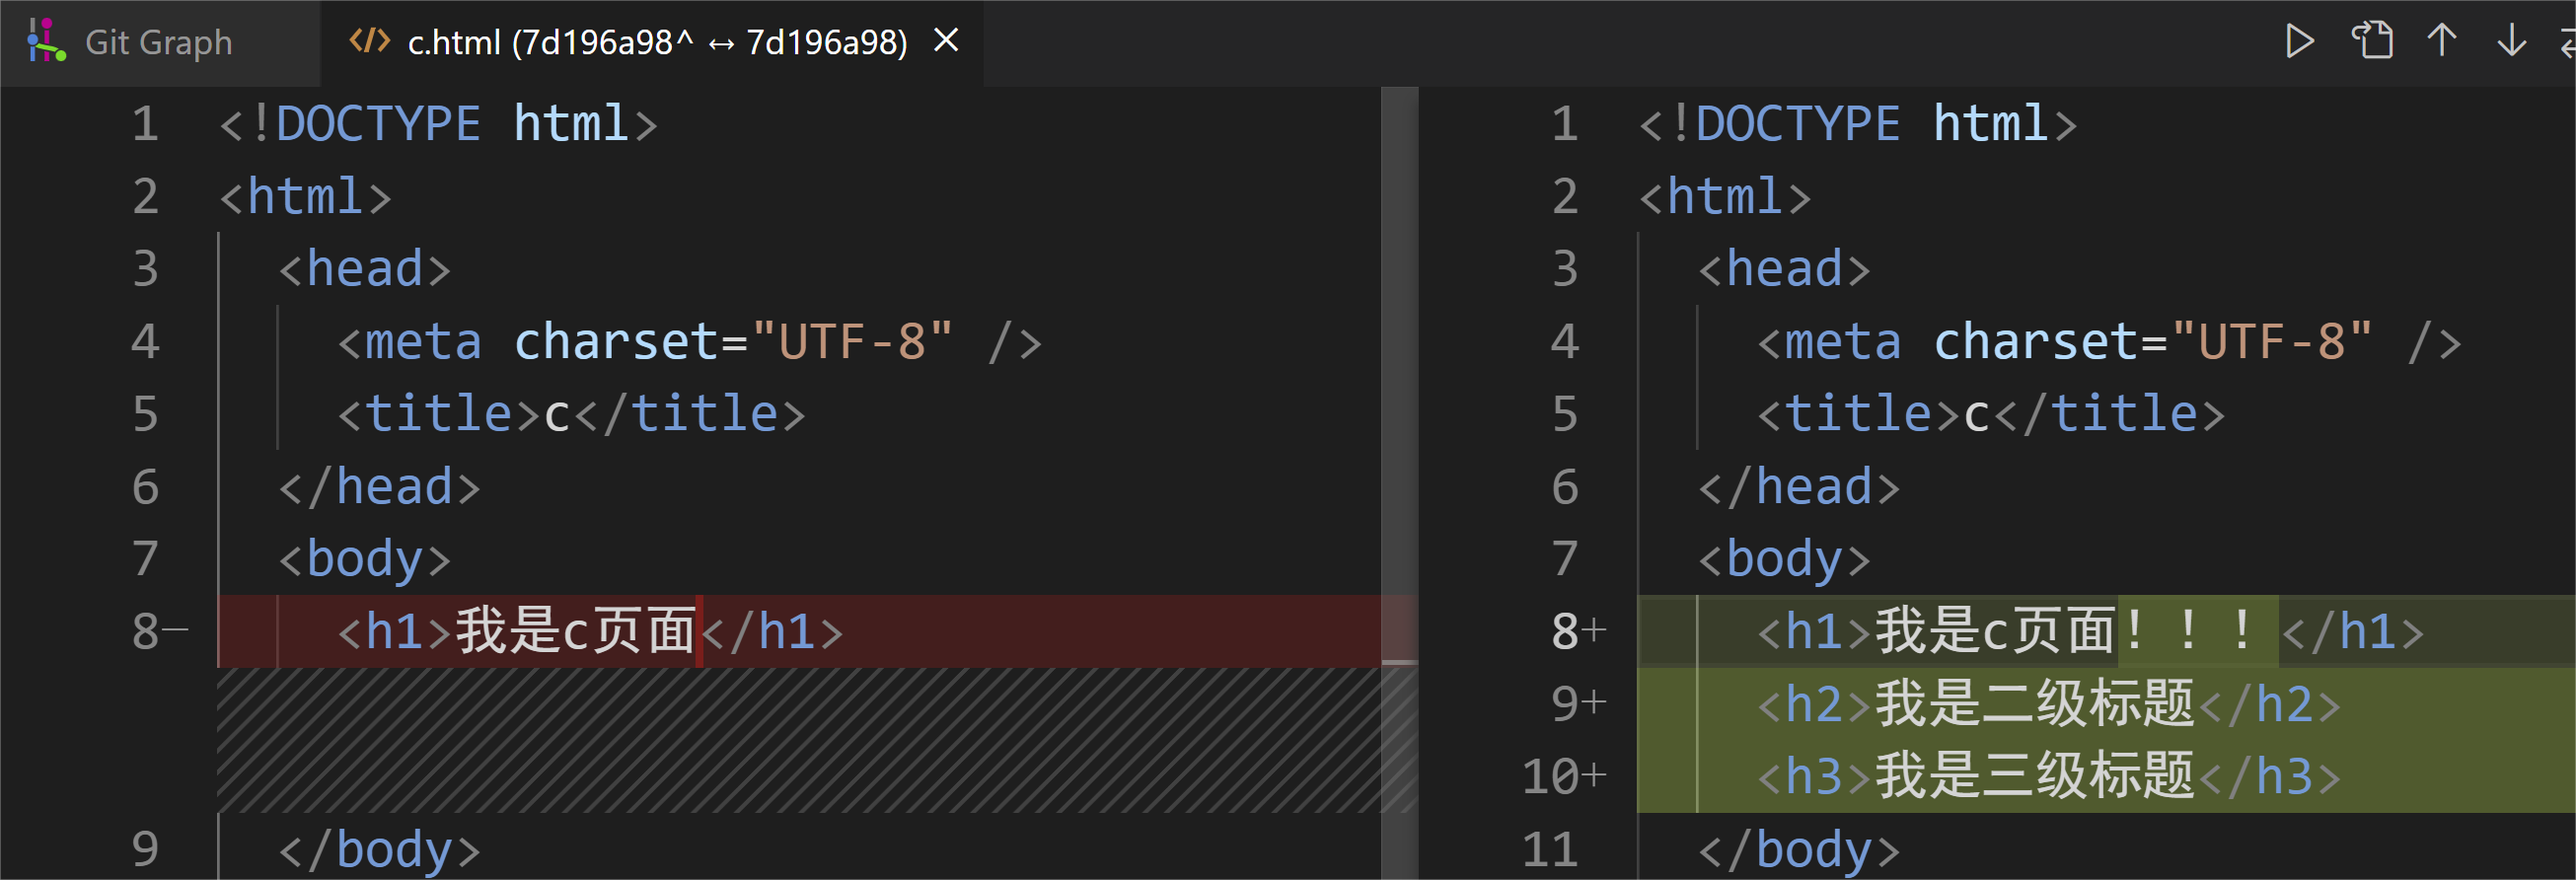 Git Graph
c.html (7d196a98^ ↔ 7d196a98)
1 <!DOCTYPE html>
2 <html>
3 <head>
4 <meta charset="UTF-8" />
5 <title>c</title>
6 </head>
7 <body>
8− <h1>我是c页面</h1>
9 </body>
1 <!DOCTYPE html>
2 <html>
3 <head>
4 <meta charset="UTF-8" />
5 <title>c</title>
6 </head>
7 <body>
8+ <h1>我是c页面！！！</h1>
9+ <h2>我是二级标题</h2>
10+ <h3>我是三级标题</h3>
11 </body>